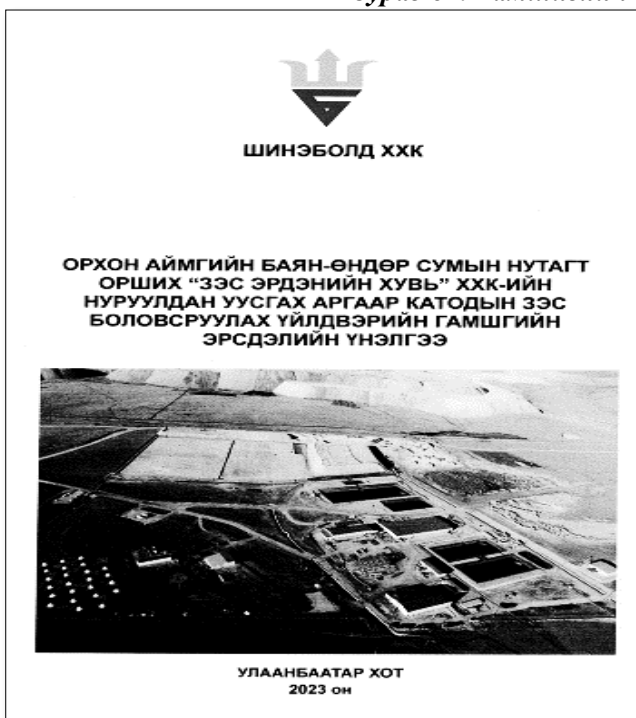 ШИНЭБОЛД ХХК
ОРХОН АЙМГИЙН БАЯН-ӨНДӨР СУМЫН НУТАГТ
ОРШИХ “ЗЭС ЭРДЭНИЙН ХУВЬ” ХХК-ИЙН
НУРУУЛДАН УУСГАХ АРГААР КАТОДЫН ЗЭС
БОЛОВСРУУЛАХ ҮЙЛДВЭРИЙН ГАМШГИЙН
ЭРСДЭЛИЙН ҮНЭЛГЭЭ
УЛААНБААТАР ХОТ
2023 он